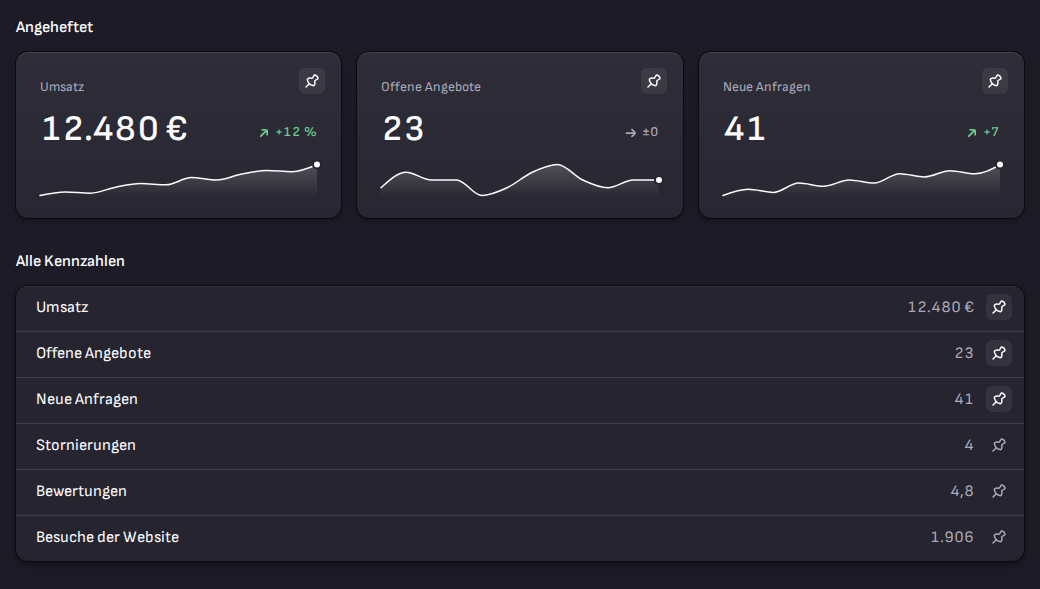 Angeheftet
Umsatz
12.480 €
+12 %
Offene Angebote
23
±0
Neue Anfragen
41
+7
Alle Kennzahlen
Umsatz 12.480 €
Offene Angebote 23
Neue Anfragen 41
Stornierungen 4
Bewertungen 4,8
Besuche der Website 1.906